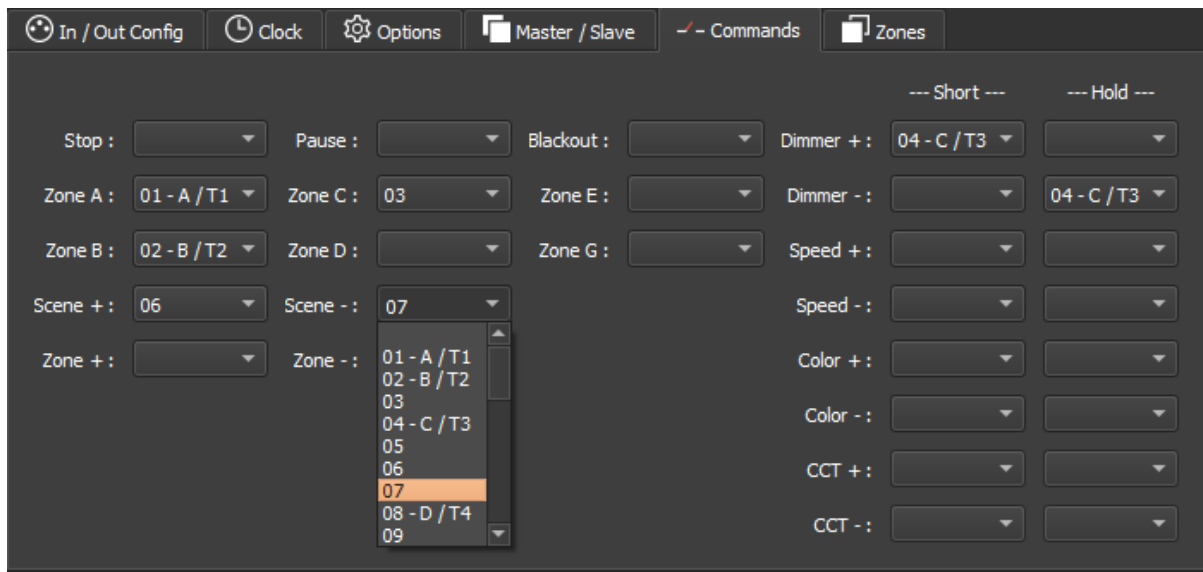 In / Out Config Clock Options Master / Slave Commands Zones
--- Short --- --- Hold ---
Stop : Pause : Blackout : Dimmer + : 04 - C / T3
Zone A : 01 - A / T1 Zone C : 03 Zone E : Dimmer - : 04 - C / T3
Zone B : 02 - B / T2 Zone D : Zone G : Speed + :
Scene + : 06 Scene - : 07 Speed - :
Zone + : Zone - : Color + :
01 - A / T1
02 - B / T2
03
04 - C / T3
05
06
07
08 - D / T4
09
Color - :
CCT + :
CCT - :